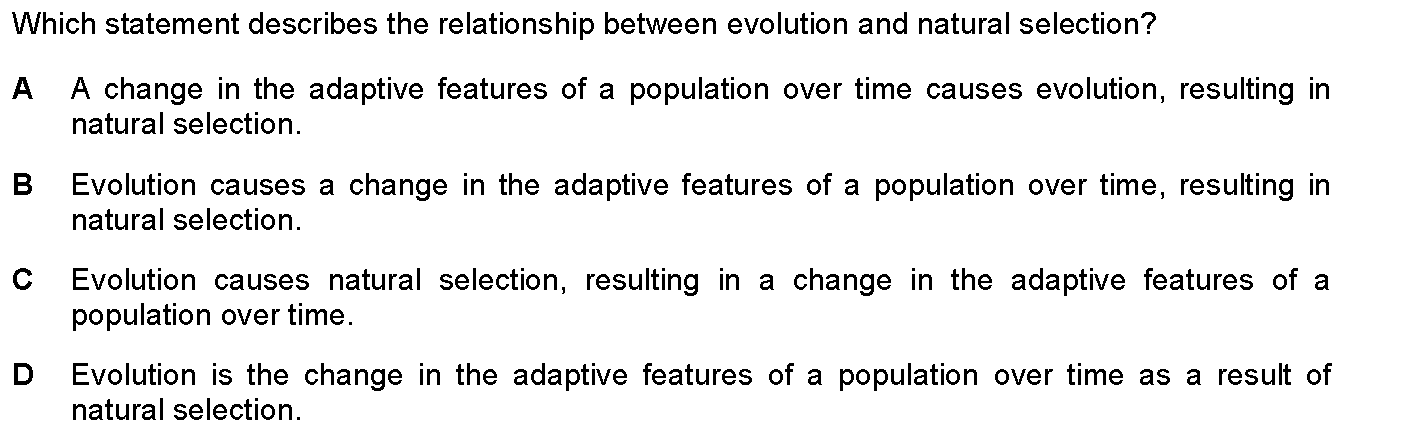 Which statement describes the relationship between evolution and natural selection?
A A change in the adaptive features of a population over time causes evolution, resulting in
natural selection.
B Evolution causes a change in the adaptive features of a population over time, resulting in
natural selection.
C Evolution causes natural selection, resulting in a change in the adaptive features of a
population over time.
D Evolution is the change in the adaptive features of a population over time as a result of
natural selection.